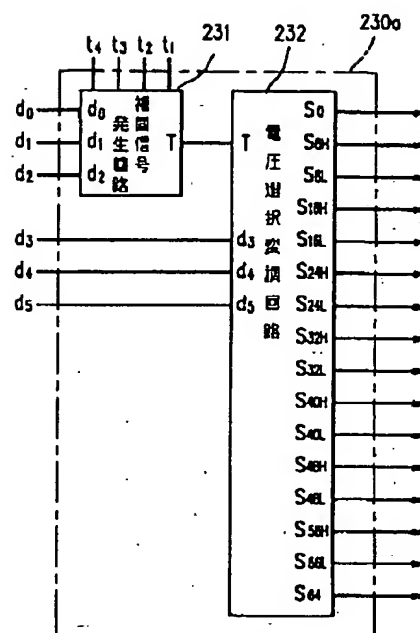 231
232
230a
t4 t3 t2 t1
補間信号
発生回路
d0 d0
d1 d1
d2 d2
T
T
電圧選択変換回路
d3 d3
d4 d4
d5 d5
S0
S8H
S8L
S16H
S16L
S24H
S24L
S32H
S32L
S40H
S40L
S48H
S48L
S56H
S56L
S64